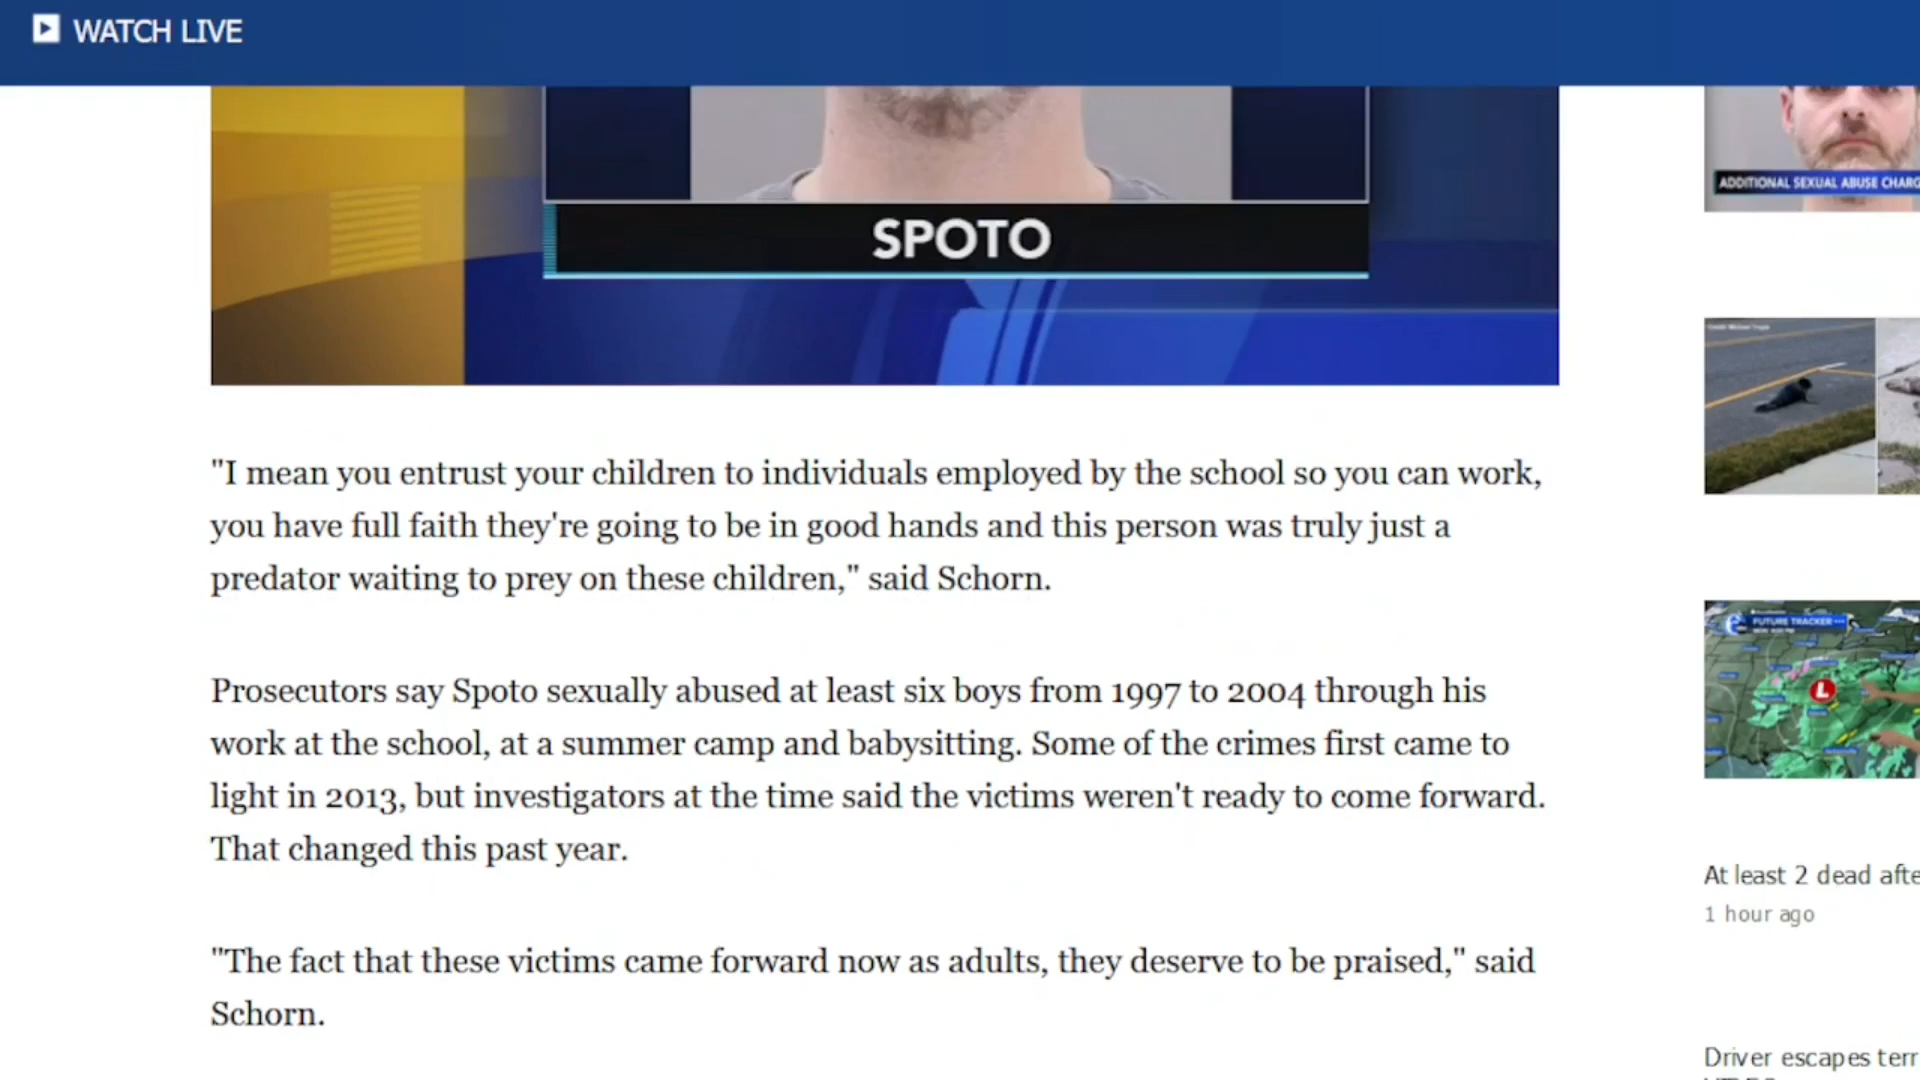 WATCH LIVE
SPOTO
ADDITIONAL SEXUAL ABUSE CHARG
"I mean you entrust your children to individuals employed by the school so you can work,
you have full faith they're going to be in good hands and this person was truly just a
predator waiting to prey on these children," said Schorn.
FUTURE TRACKER
L
Prosecutors say Spoto sexually abused at least six boys from 1997 to 2004 through his
work at the school, at a summer camp and babysitting. Some of the crimes first came to
light in 2013, but investigators at the time said the victims weren't ready to come forward.
That changed this past year.
At least 2 dead afte
1 hour ago
"The fact that these victims came forward now as adults, they deserve to be praised," said
Schorn.
Driver escapes terr